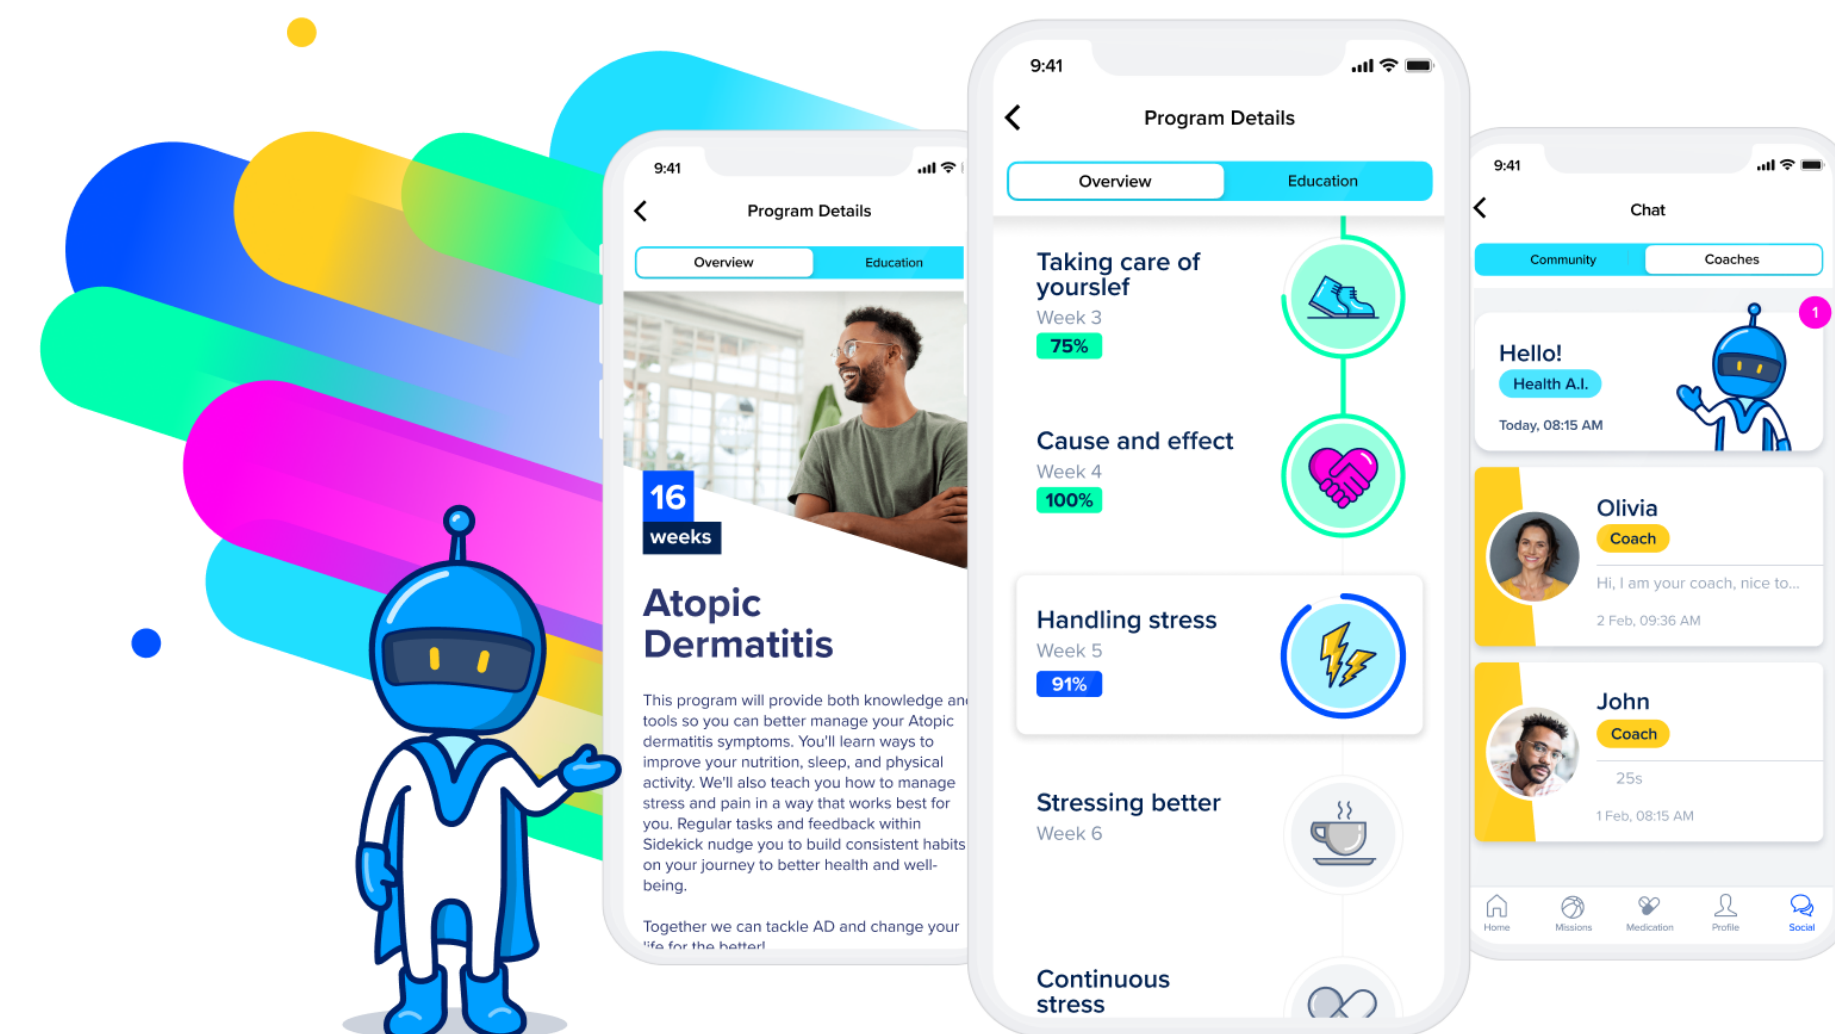 9:41
Program Details
Overview Education
16
weeks
Atopic
Dermatitis
This program will provide both knowledge and
tools so you can better manage your Atopic
dermatitis symptoms. You'll learn ways to
improve your nutrition, sleep, and physical
activity. We'll also teach you how to manage
stress and pain in a way that works best for
you. Regular tasks and feedback within
Sidekick nudge you to build consistent habits
on your journey to better health and well-
being.
Together we can tackle AD and change your
life for the better!
9:41
Program Details
Overview Education
Taking care of
yourslef
Week 3
75%
Cause and effect
Week 4
100%
Handling stress
Week 5
91%
Stressing better
Week 6
Continuous
stress
9:41
Chat
Community Coaches
1
Hello!
Health A.I.
Today, 08:15 AM
Olivia
Coach
Hi, I am your coach, nice to...
2 Feb, 09:36 AM
John
Coach
25s
1 Feb, 08:15 AM
Home Missions Medication Profile Social